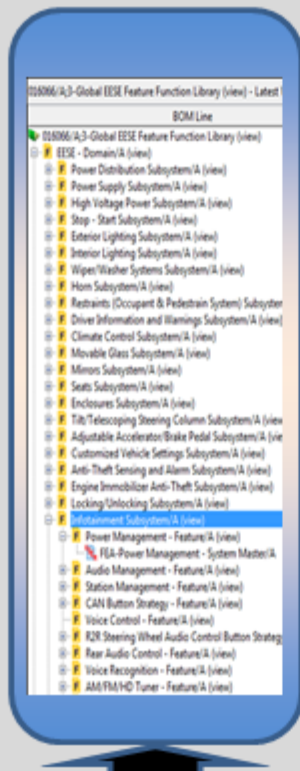 016066/A;3-Global EESE Feature Function Library (view) - Latest
BOM Line
016066/A;3-Global EESE Feature Function Library (view)
EESE - Domain/A (view)
Power Distribution Subsystem/A (view)
Power Supply Subsystem/A (view)
High Voltage Power Subsystem/A (view)
Stop - Start Subsystem/A (view)
Exterior Lighting Subsystem/A (view)
Interior Lighting Subsystem/A (view)
Wiper/Washer Systems Subsystem/A (view)
Horn Subsystem/A (view)
Restraints (Occupant & Pedestrain System) Subsystem
Driver Information and Warnings Subsystem/A (view)
Climate Control Subsystem/A (view)
Movable Glass Subsystem/A (view)
Mirrors Subsystem/A (view)
Seats Subsystem/A (view)
Enclosures Subsystem/A (view)
Tilt/Telescoping Steering Column Subsystem/A (view
Adjustable Accelerator/Brake Pedal Subsystem/A (vie
Customized Vehicle Settings Subsystem/A (view)
Anti-Theft Sensing and Alarm Subsystem/A (view)
Engine Immobilizer Anti-Theft Subsystem/A (view)
Locking/Unlocking Subsystem/A (view)
Infotainment Subsystem/A (view)
Power Management - Feature/A (view)
FEA-Power Management - System Master/A
Audio Management - Feature/A (view)
Station Management - Feature/A (view)
CAN Button Strategy - Feature/A (view)
Voice Control - Feature/A (view)
R2R Steering Wheel Audio Control Button Strateg
Rear Audio Control - Feature/A (view)
Voice Recognition - Feature/A (view)
AM/FM/HD Tuner - Feature/A (view)